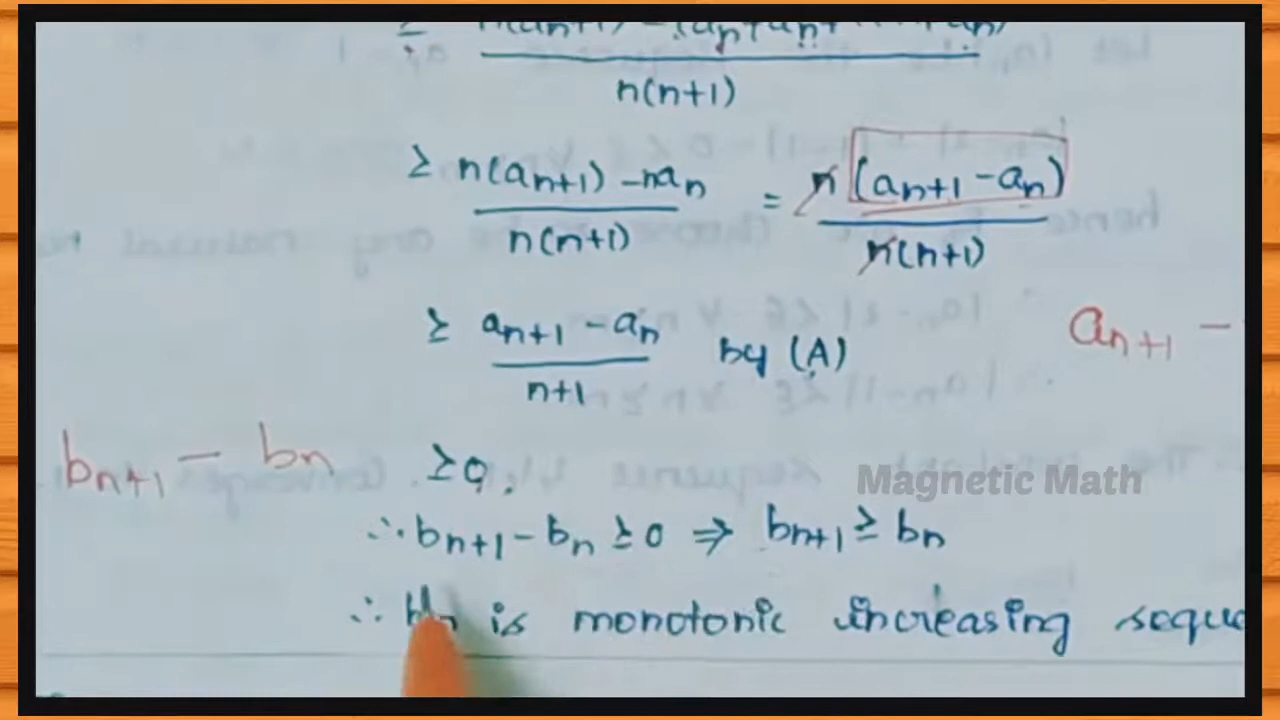 n(n+1)
≥ n(aₙ₊₁) - naₙ / n(n+1) = n(aₙ₊₁ - aₙ) / n(n+1)
≥ aₙ₊₁ - aₙ / n+1 by (A)
aₙ₊₁ -
bₙ₊₁ - bₙ ≥ 0.
Magnetic Math
∴ bₙ₊₁ - bₙ ≥ 0 ⇒ bₙ₊₁ ≥ bₙ
∴ is monotonic increasing